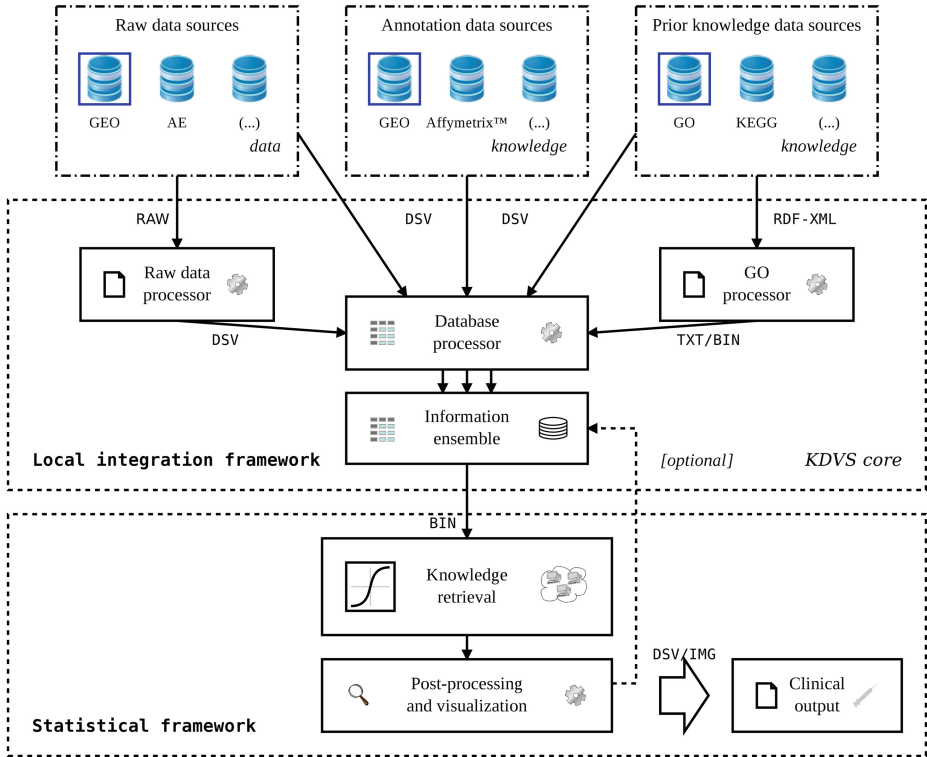 Raw data sources
GEO
AE
(...)
data
Annotation data sources
GEO
Affymetrix™
(...)
knowledge
Prior knowledge data sources
GO
KEGG
(...)
knowledge
RAW
DSV
DSV
RDF-XML
Raw data
processor
GO
processor
Database
processor
DSV
TXT/BIN
Information
ensemble
Local integration framework
[optional]
KDVS core
BIN
Knowledge
retrieval
Post-processing
and visualization
DSV/IMG
Clinical
output
Statistical framework